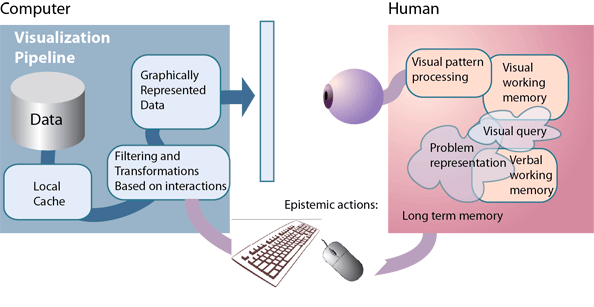 Computer
Visualization
Pipeline
Data
Local
Cache
Graphically
Represented
Data
Filtering and
Transformations
Based on interactions
Epistemic actions:
Human
Visual pattern
processing
Visual
working
memory
Visual query
Problem
representation
Verbal
working
memory
Long term memory